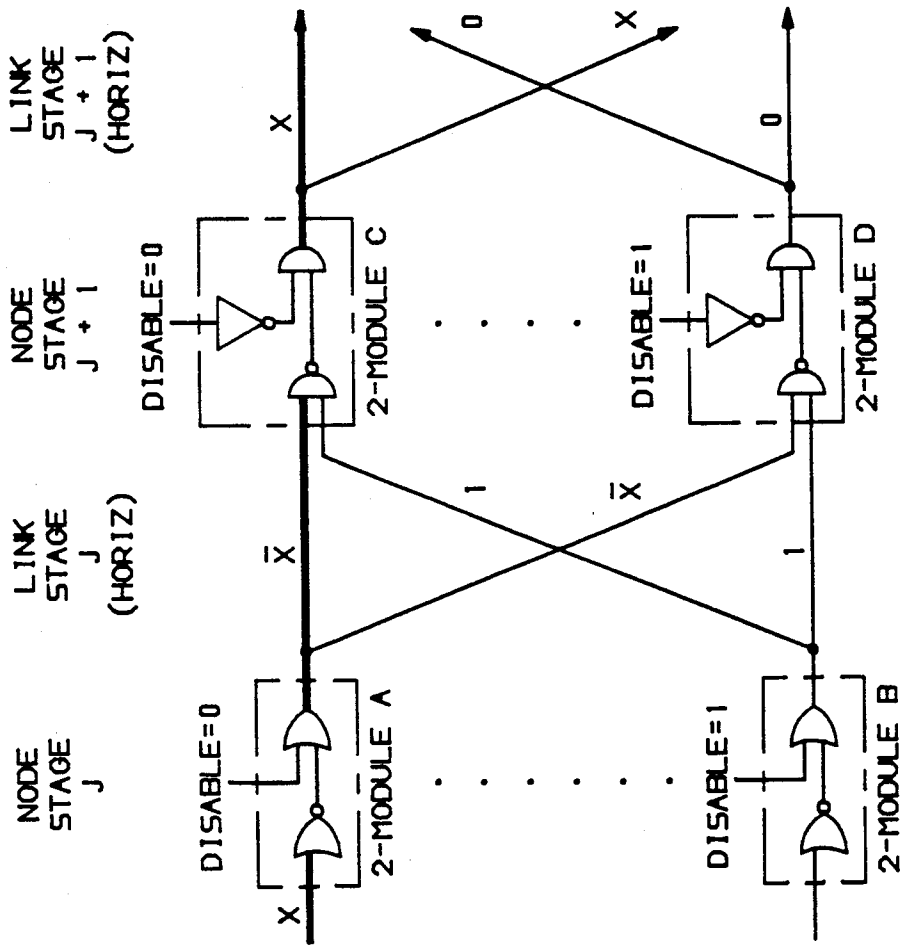 NODE
STAGE
J
LINK
STAGE
J
(HORIZ)
NODE
STAGE
J + 1
LINK
STAGE
J + 1
(HORIZ)
X
DISABLE=0
2-MODULE A
X̅
DISABLE=0
2-MODULE C
X
0
1
X̅
X
DISABLE=1
2-MODULE B
1
DISABLE=1
2-MODULE D
0